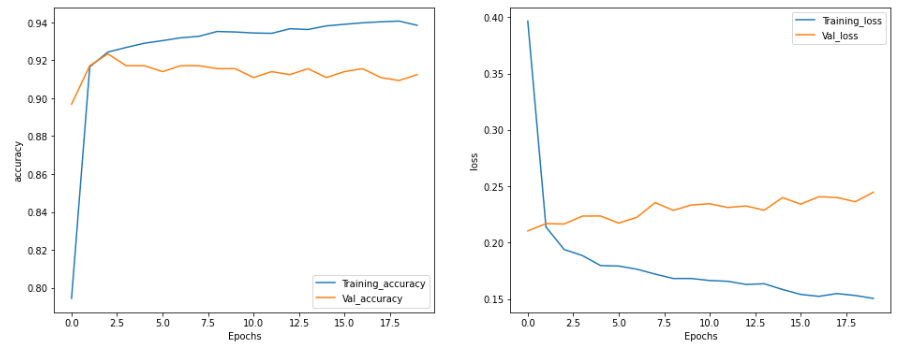 0.94
0.92
0.90
0.88
0.86
0.84
0.82
0.80
accuracy
0.0 2.5 5.0 7.5 10.0 12.5 15.0 17.5
Epochs
Training_accuracy
Val_accuracy
0.40
0.35
0.30
0.25
0.20
0.15
loss
0.0 2.5 5.0 7.5 10.0 12.5 15.0 17.5
Epochs
Training_loss
Val_loss